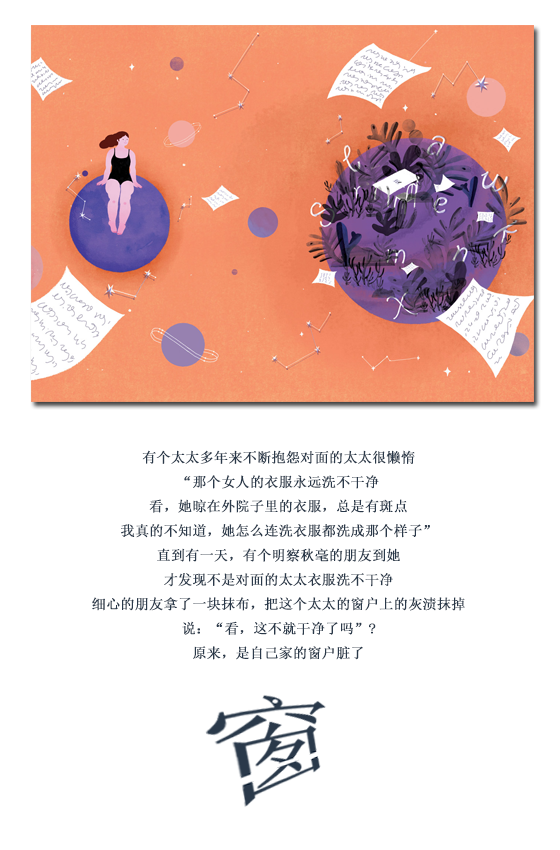 有个太太多年来不断抱怨对面的太太很懒惰
“那个女人的衣服永远洗不干净
看，她晾在外院子里的衣服，总是有斑点
我真的不知道，她怎么连洗衣服都洗成那个样子”
直到有一天，有个明察秋毫的朋友到她
才发现不是对面的太太衣服洗不干净
细心的朋友拿了一块抹布，把这个太太的窗户上的灰渍抹掉
说：“看，这不就干净了吗”?
原来，是自己家的窗户脏了
窗